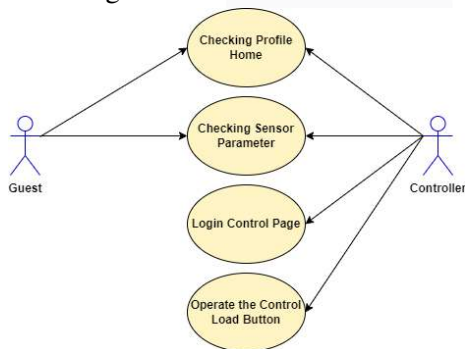 Checking Profile
Home
Checking Sensor
Parameter
Guest
Controller
Login Control Page
Operate the Control
Load Button